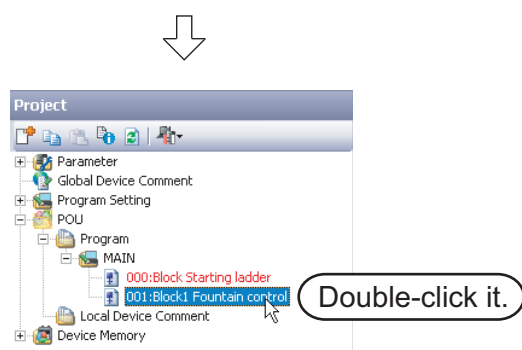 Project
Parameter
Global Device Comment
Program Setting
POU
Program
MAIN
000:Block Starting ladder
001:Block1 Fountain control
Double-click it.
Local Device Comment
Device Memory